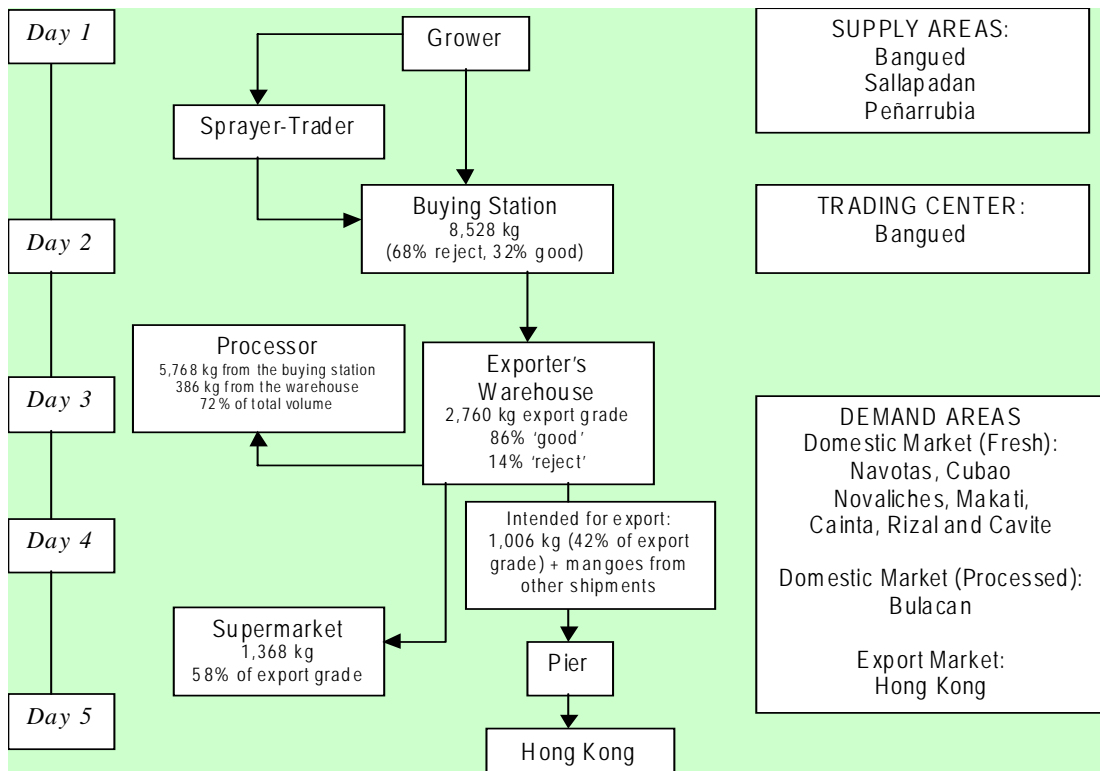 Day 1
Grower
SUPPLY AREAS:
Bangued
Sallapadan
Peñarrubia
Sprayer-Trader
Buying Station
8,528 kg
(68% reject, 32% good)
TRADING CENTER:
Bangued
Day 2
Processor
5,768 kg from the buying station
386 kg from the warehouse
72% of total volume
Exporter's
Warehouse
2,760 kg export grade
86% ‘good’
14% ‘reject’
Day 3
DEMAND AREAS
Domestic Market (Fresh):
Navotas, Cubao
Novaliches, Makati,
Cainta, Rizal and Cavite
Domestic Market (Processed):
Bulacan
Export Market:
Hong Kong
Day 4
Intended for export:
1,006 kg (42% of export
grade) + mangoes from
other shipments
Supermarket
1,368 kg
58% of export grade
Pier
Day 5
Hong Kong